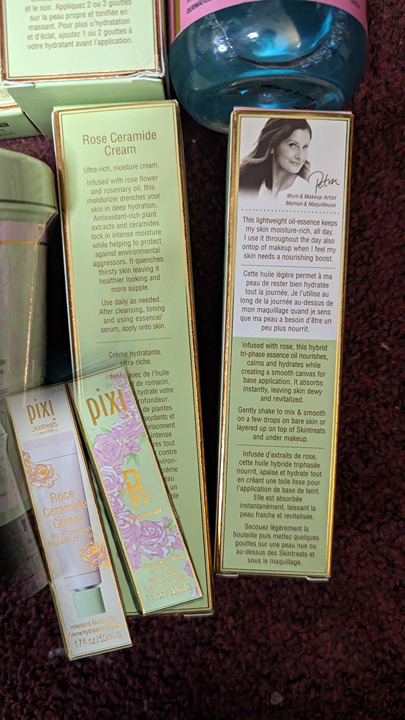 et le soir. Appliquez 2 ou 3 gouttes
sur la peau propre et tonifiée en
massant. Pour plus d'hydratation
et d'éclat, ajoutez 1 ou 2 gouttes à
votre hydratant avant l'application.
Rose Ceramide
Cream
Ultra-rich, moisture cream.
Infused with rose flower
and rosemary oil, this
moisturizer drenches your
skin in deep hydration.
Antioxidant-rich plant
extracts and ceramides
lock in intense moisture
while helping to protect
against environmental
aggressors. It quenches
thirsty skin leaving it
healthier looking and
more supple.
Use daily as needed.
After cleansing, toning
and using essence/
serum, apply onto skin.
Crème hydratante
ultra-riche.
avec de l'huile
de romarin,
hydrate votre
de plantes
intense
pixi
skintreats
Rose
Ceramide
Cream
1.7 fl oz / 50mL
pixi
Petra
Mum & Makeup Artist
Maman & Maquilleuse
This lightweight oil-essence keeps
my skin moisture-rich, all day.
I use it throughout the day also
ontop of makeup when I feel my
skin needs a nourishing boost.
Cette huile légère permet à ma
peau de rester bien hydratée
tout la journée. Je l'utilise au
long de la journée au-dessus de
mon maquillage quand je sens
que ma peau a besoin d'être un
peu plus nourrit.
Infused with rose, this hybrid
tri-phase essence oil nourishes,
calms and hydrates while
creating a smooth canvas for
base application. It absorbs
instantly, leaving skin dewy
and revitalized.
Gently shake to mix & smooth
on a few drops on bare skin or
layered up on top of Skintreats
and under makeup.
Infusée d'extraits de rose,
cette huile hybride triphasée
nourrit, apaise et hydrate tout
en créant une toile lisse pour
l'application de base de teint.
Elle est absorbée
instantanément, laissant la
peau fraiche et revitalisée.
Secouez légèrement la
bouteille puis mettez quelques
gouttes sur une peau nue ou
au-dessus des Skintreats et
sous le maquillage.